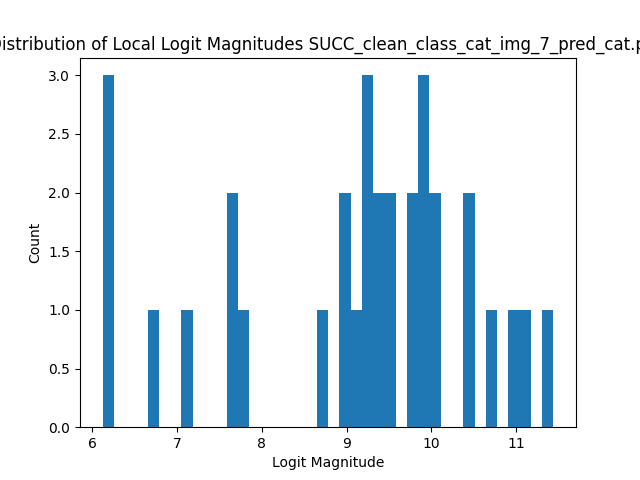 istribution of Local Logit Magnitudes SUCC_clean_class_cat_img_7_pred_cat.p
3.0
2.5
2.0
1.5
1.0
0.5
0.0
Count
6 7 8 9 10 11
Logit Magnitude